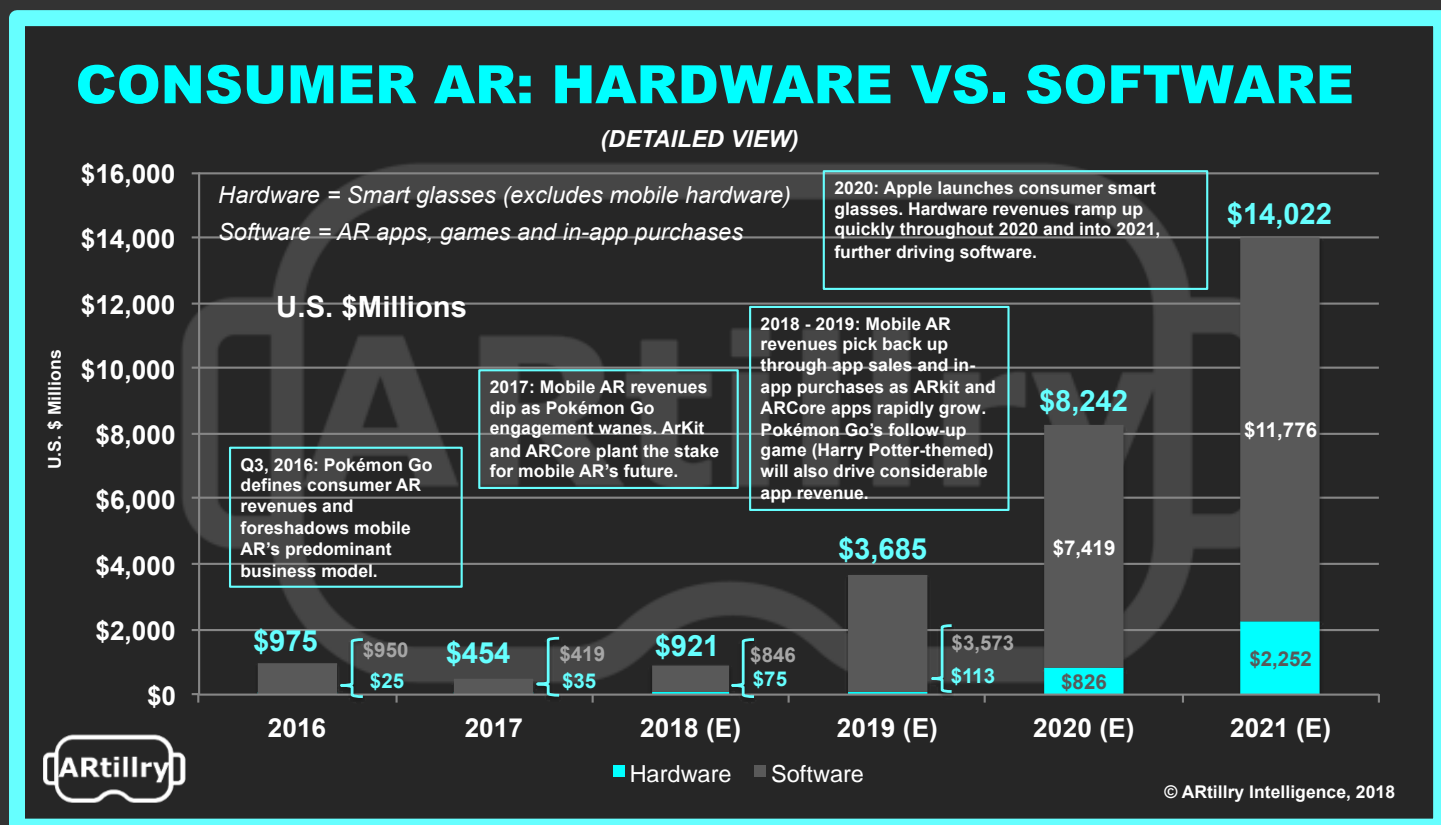 CONSUMER AR: HARDWARE VS. SOFTWARE
(DETAILED VIEW)
Hardware = Smart glasses (excludes mobile hardware)
Software = AR apps, games and in-app purchases
U.S. $Millions
U.S. $ Millions
$16,000
$14,000
$12,000
$10,000
$8,000
$6,000
$4,000
$2,000
$0
Q3, 2016: Pokémon Go
defines consumer AR
revenues and
foreshadows mobile
AR's predominant
business model.
2017: Mobile AR revenues
dip as Pokémon Go
engagement wanes. ArKit
and ARCore plant the stake
for mobile AR's future.
2018 - 2019: Mobile AR
revenues pick back up
through app sales and in-
app purchases as ARkit and
ARCore apps rapidly grow.
Pokémon Go's follow-up
game (Harry Potter-themed)
will also drive considerable
app revenue.
2020: Apple launches consumer smart
glasses. Hardware revenues ramp up
quickly throughout 2020 and into 2021,
further driving software.
$975
$950
$25
$454
$419
$35
$921
$846
$75
$3,685
$3,573
$113
$8,242
$7,419
$826
$14,022
$11,776
$2,252
2016
2017
2018 (E)
2019 (E)
2020 (E)
2021 (E)
Hardware
Software
ARtillry
ARtillry
© ARtillry Intelligence, 2018